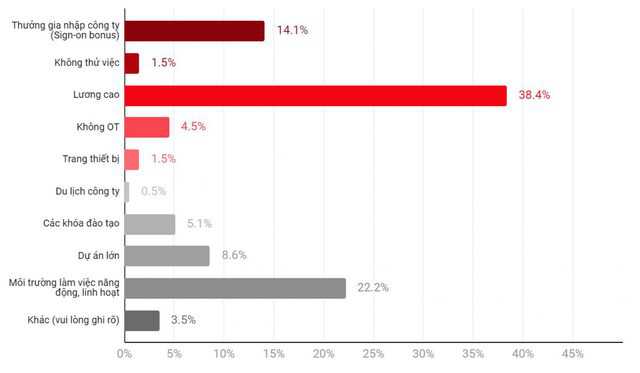 Thưởng gia nhập công ty
(Sign-on bonus)
14.1%
Không thử việc
1.5%
Lương cao
38.4%
Không OT
4.5%
Trang thiết bị
1.5%
Du lịch công ty
0.5%
Các khóa đào tạo
5.1%
Dự án lớn
8.6%
Môi trường làm việc năng
động, linh hoạt
22.2%
Khác (vui lòng ghi rõ)
3.5%
0% 5% 10% 15% 20% 25% 30% 35% 40% 45%